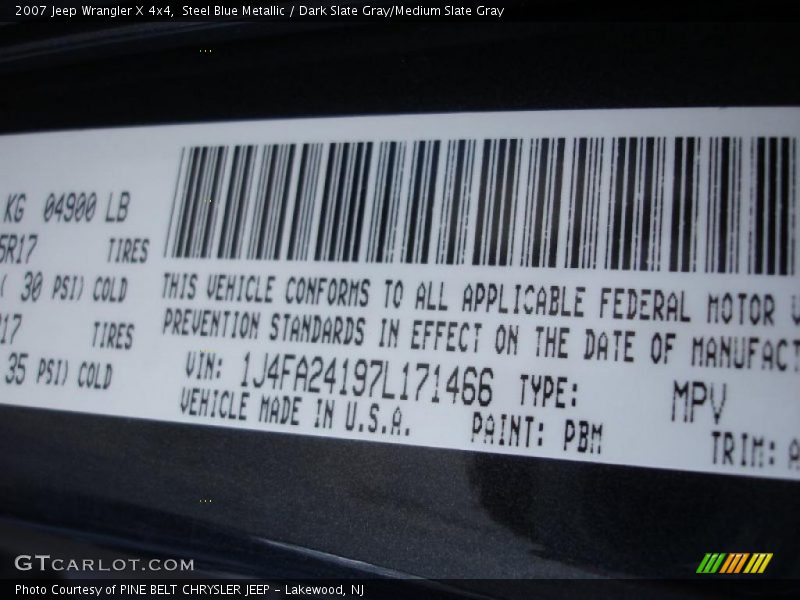 2007 Jeep Wrangler X 4x4,  Steel Blue Metallic / Dark Slate Gray/Medium Slate Gray
KG 04900 LB
5R17 TIRES
( 30 PSI) COLD
R17 TIRES
35 PSI) COLD
THIS VEHICLE CONFORMS TO ALL APPLICABLE FEDERAL MOTOR V
PREVENTION STANDARDS IN EFFECT ON THE DATE OF MANUFACT
VIN: 1J4FA24197L171466 TYPE: MPV
VEHICLE MADE IN U.S.A. PAINT: PBM TRIM: A
GTCARLOT.COM
Photo Courtesy of PINE BELT CHRYSLER JEEP - Lakewood, NJ